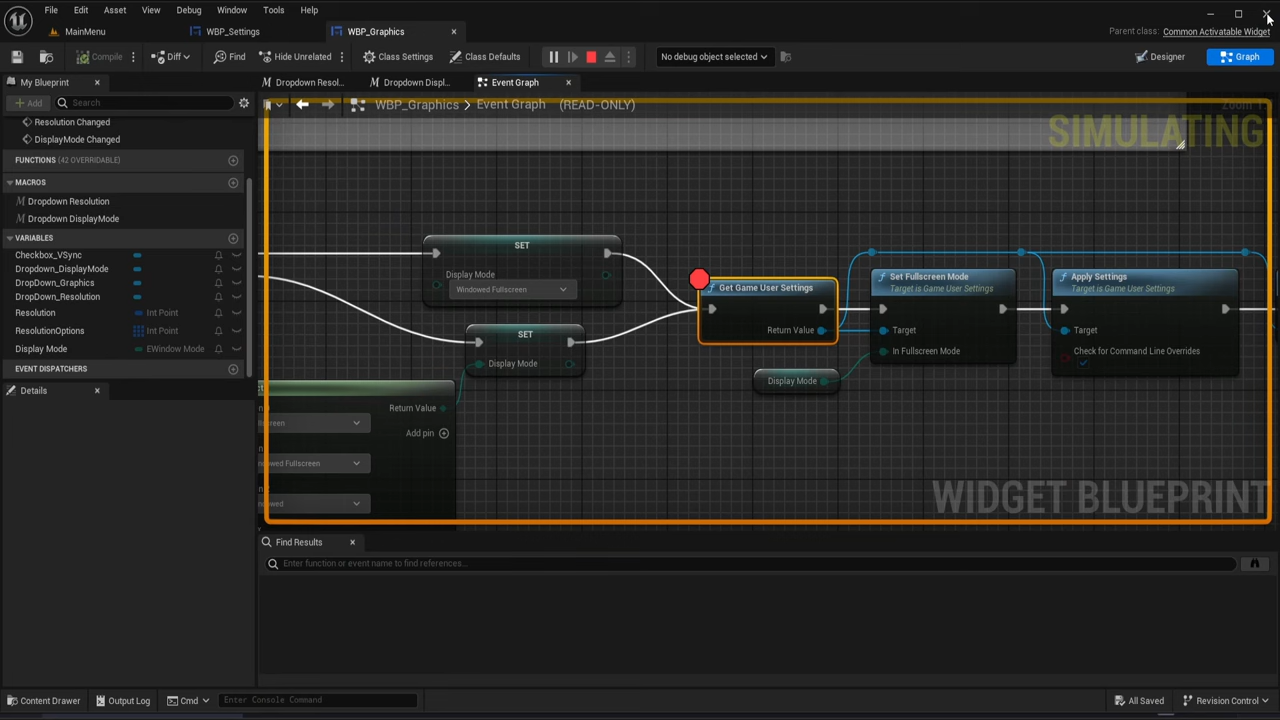 File Edit Asset View Debug Window Tools Help
MainMenu WBP_Settings WBP_Graphics
Parent class: Common Activatable Widget
Compile Diff Find Hide Unrelated Class Settings Class Defaults No debug object selected Designer Graph
My Blueprint Dropdown Resol... Dropdown Displ... Event Graph
Add Search WBP_Graphics > Event Graph (READ-ONLY)
SIMULATING
Resolution Changed
DisplayMode Changed
FUNCTIONS (42 OVERRIDABLE)
MACROS
Dropdown Resolution
Dropdown DisplayMode
VARIABLES
Checkbox_VSync
Dropdown_DisplayMode
DropDown_Graphics
DropDown_Resolution
Resolution Int Point
ResolutionOptions Int Point
Display Mode EWindow Mode
EVENT DISPATCHERS
Details
SET
Display Mode
Windowed Fullscreen
SET
Display Mode
Get Game User Settings
Return Value
Display Mode
Set Fullscreen Mode
Target is Game User Settings
Target
In Fullscreen Mode
Apply Settings
Target is Game User Settings
Target
Check for Command Line Overrides
Return Value
Add pin
WIDGET BLUEPRINT
Find Results
Enter function or event name to find references...
Content Drawer Output Log Cmd Enter Console Command All Saved Revision Control